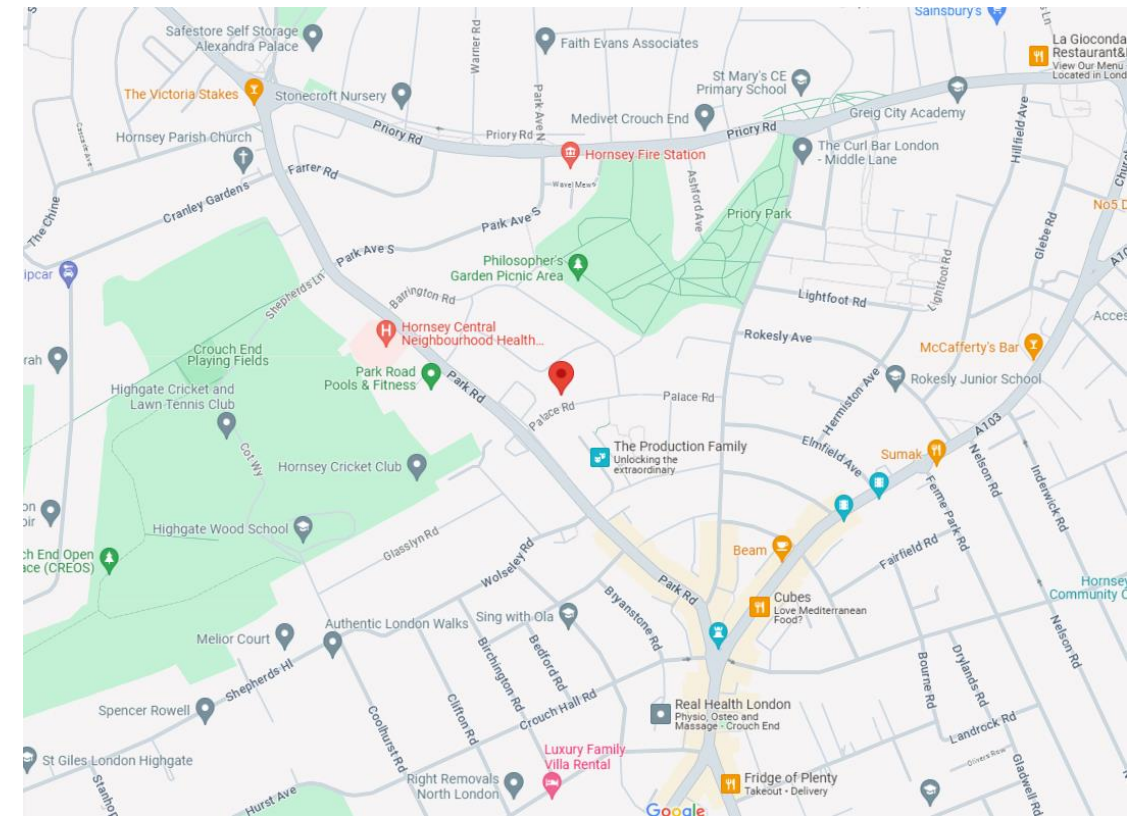 Sainsbury's
Safestore Self Storage
Alexandra Palace
Warner Rd
Faith Evans Associates
La Gioconda
View Our Menu
The Victoria Stakes
Stonecroft Nursery
Park Ave N
St Mary's CE
Primary School
Hornsey Parish Church
Priory Rd
Priory Rd
Medivet Crouch End
Priory Rd
Greig City Academy
Hillfield Ave
Hornsey Fire Station
The Curl Bar London
- Middle Lane
Farrer Rd
Wavel Mews
Ashford Ave
The Chine
Cranley Gardens
Park Ave S
Priory Park
Glebe Rd
Park Ave S
Philosopher's
Garden Picnic Area
Lightfoot Rd
Shepherds Ln
Barrington Rd
Lightfoot Rd
Hornsey Central
Neighbourhood Health...
Rokesly Ave
McCafferty's Bar
Crouch End
Playing Fields
Park Road
Pools & Fitness
Park Rd
Highgate Cricket and
Lawn Tennis Club
Palace Rd
Palace Rd
Hermiston Ave
Rokesly Junior School
Cot Wy
The Production Family
Unlocking the
extraordinary
Elmfield Ave
A103
Sumak
Hornsey Cricket Club
Nelson Rd
Inderwick Rd
Ferme Park Rd
Highgate Wood School
Glasslyn Rd
Wolseley Rd
Beam
Fairfield Rd
Park Rd
Bryanstone Rd
Cubes
Love Mediterranean
Food?
Authentic London Walks
Sing with Ola
Melior Court
Shepherds Hl
Birchington Rd
Bedford Rd
Nelson Rd
Bourne Rd
Drylands Rd
Spencer Rowell
Coolhurst Rd
Clifton Rd
Crouch Hall Rd
Real Health London
Physio, Osteo and
Massage - Crouch End
Landrock Rd
St Giles London Highgate
Luxury Family
Villa Rental
Olivers Row
Gladwell Rd
Right Removals
North London
Fridge of Plenty
Takeout • Delivery
Hurst Ave
Google